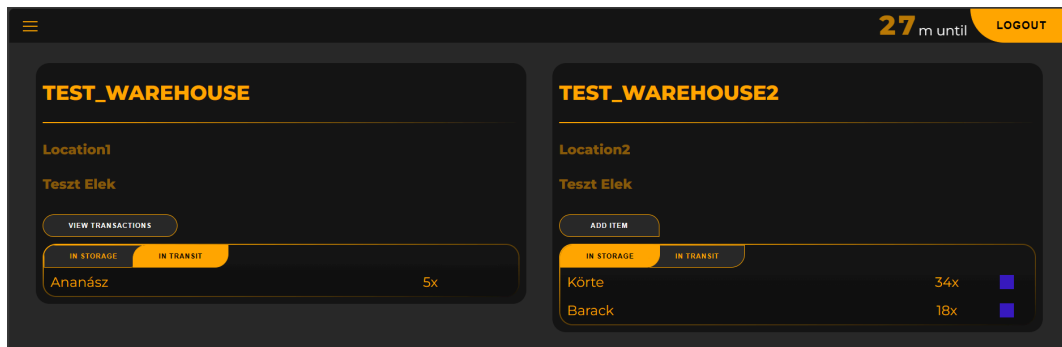 27 m until LOGOUT
TEST_WAREHOUSE
Location1
Teszt Elek
VIEW TRANSACTIONS
IN STORAGE IN TRANSIT
Ananász 5x
TEST_WAREHOUSE2
Location2
Teszt Elek
ADD ITEM
IN STORAGE IN TRANSIT
Körte 34x
Barack 18x